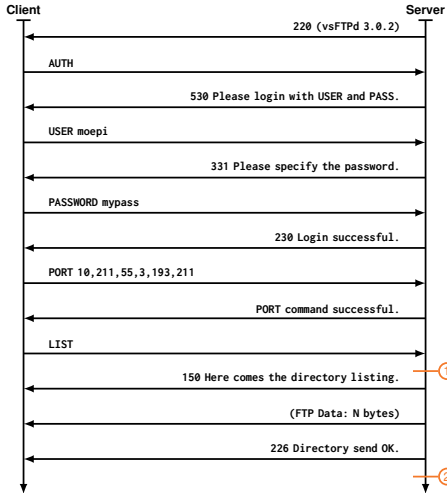 Client Server
220 (vsFTPd 3.0.2)
AUTH
530 Please login with USER and PASS.
USER moepi
331 Please specify the password.
PASSWORD mypass
230 Login successful.
PORT 10,211,55,3,193,211
PORT command successful.
LIST
1
150 Here comes the directory listing.
(FTP Data: N bytes)
226 Directory send OK.
2